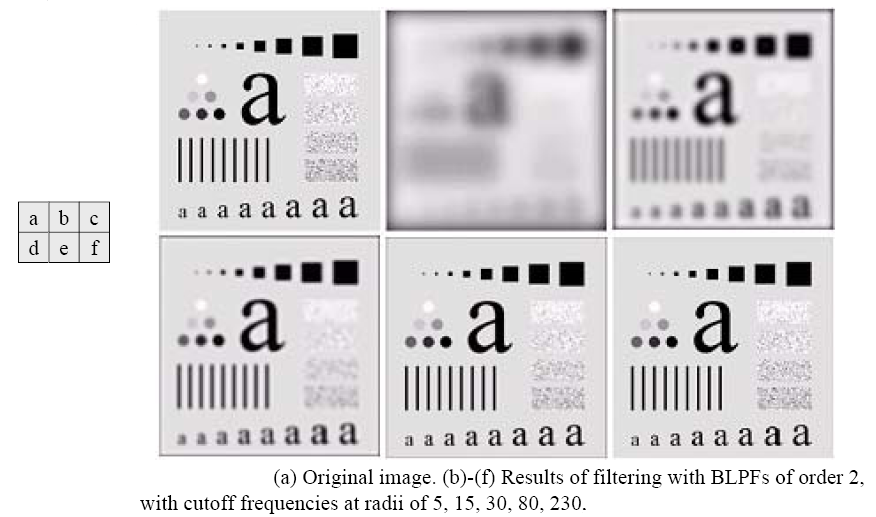 a
a a a a a a a a
a
a a a a a a a a
a
a a a a a a a a
a b c
d e f
a
a a a a a a a a
a
a a a a a a a a
a
a a a a a a a a
(a) Original image. (b)-(f) Results of filtering with BLPFs of order 2,
with cutoff frequencies at radii of 5, 15, 30, 80, 230.